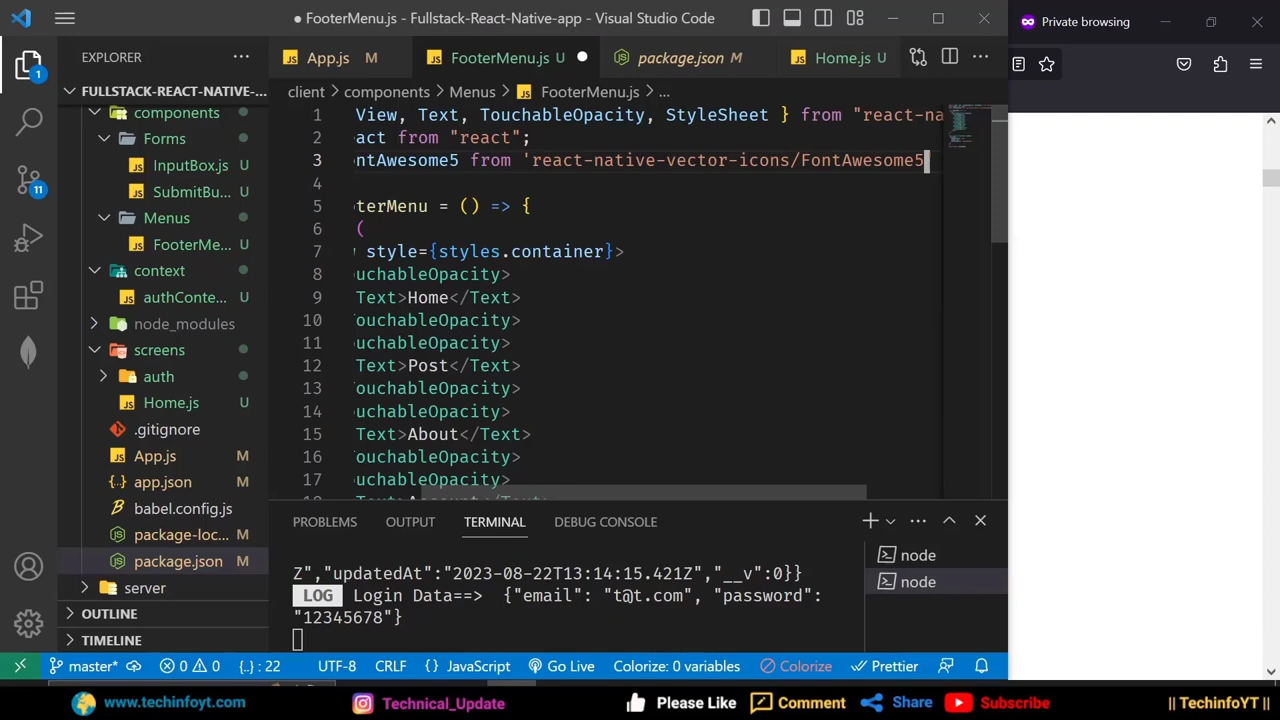 FooterMenu.js - Fullstack-React-Native-app - Visual Studio Code
Private browsing
EXPLORER
App.js M
FooterMenu.js U
package.json M
Home.js U
FULLSTACK-REACT-NATIVE-...
client
components
Menus
FooterMenu.js
...
components
Forms
InputBox.js U
SubmitBu... U
Menus
FooterMe... U
context
authConte... U
node_modules
screens
auth
Home.js U
.gitignore
App.js M
app.json M
babel.config.js
package-loc... M
package.json M
server
OUTLINE
TIMELINE
1
11
1 View, Text, TouchableOpacity, StyleSheet } from "react-na
2 act from "react";
3 ntAwesome5 from 'react-native-vector-icons/FontAwesome5'
4
5 terMenu = () => {
6 (
7 style={styles.container}>
8 uchableOpacity>
9 Text>Home</Text>
10 ouchableOpacity>
11 uchableOpacity>
12 Text>Post</Text>
13 ouchableOpacity>
14 uchableOpacity>
15 Text>About</Text>
16 ouchableOpacity>
17 uchableOpacity>
PROBLEMS
OUTPUT
TERMINAL
DEBUG CONSOLE
Z","updatedAt":"2023-08-22T13:14:15.421Z","__v":0}}
LOG Login Data==> {"email": "t@t.com", "password":
"12345678"}
node
node
master*
0
0
{..} : 22
UTF-8
CRLF
{} JavaScript
Go Live
Colorize: 0 variables
Colorize
Prettier
www.techinfoyt.com
Technical_Update
Please Like
Comment
Share
Subscribe
|| TechinfoYT ||